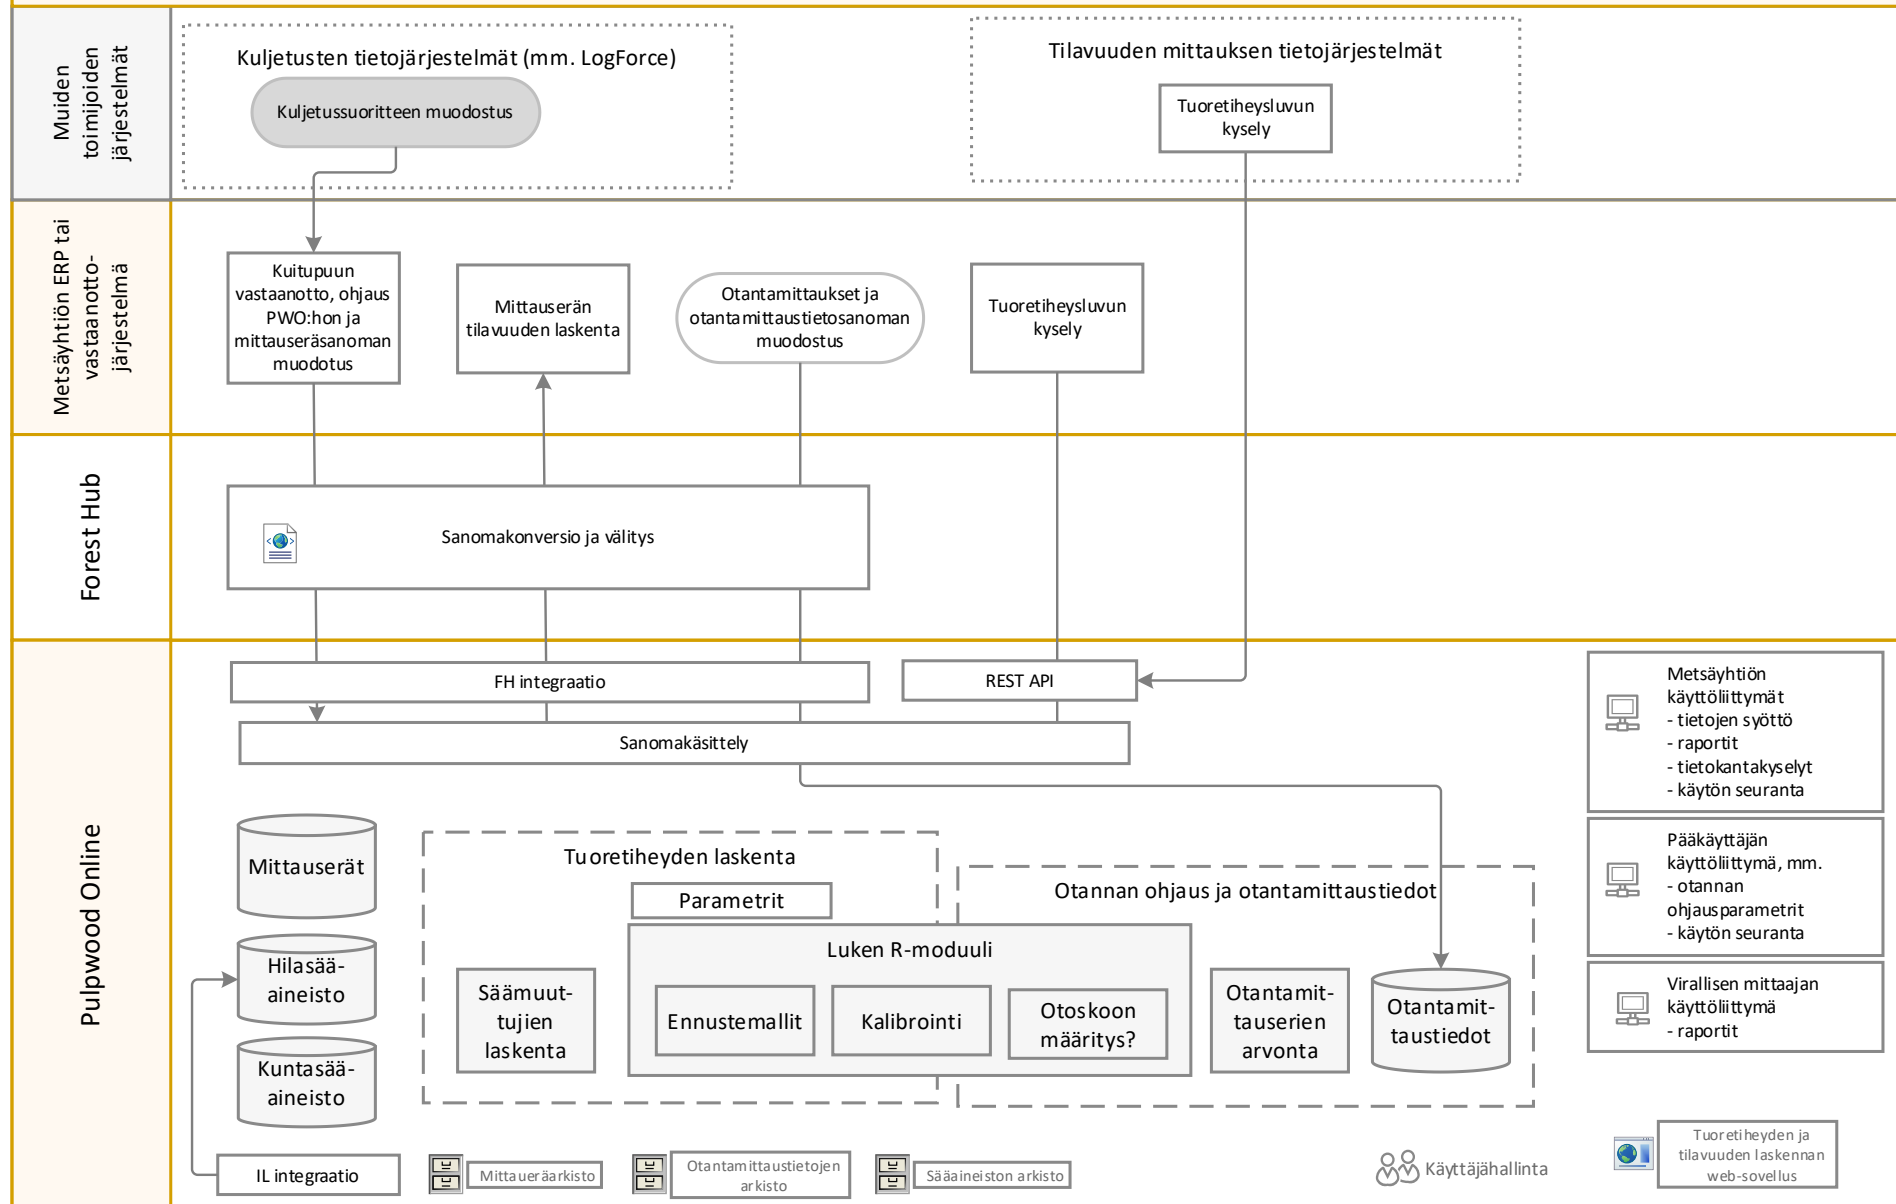 Muiden
toimijoiden
järjestelmät
Kuljetusten tietojärjestelmät (mm. LogForce)
Kuljetussuoritteen muodostus
Tilavuuden mittauksen tietojärjestelmät
Tuoretiheysluvun
kysely
Metsäyhtiön ERP tai
vastaanotto-
järjestelmä
Kuitupuun
vastaanotto, ohjaus
PWO:hon ja
mittauseräsanoman
muodotus
Mittauserän
tilavuuden laskenta
Otantamittaukset ja
otantamittaustietosanoman
muodostus
Tuoretiheysluvun
kysely
Forest Hub
Sanomakonversio ja välitys
Pulpwood Online
FH integraatio
REST API
Sanomakäsittely
Mittauserät
Hilasää-
aineisto
Kuntasää-
aineisto
IL integraatio
Tuoretiheyden laskenta
Parametrit
Luken R-moduuli
Säämuut-
tujien
laskenta
Ennustemallit
Kalibrointi
Otoskoon
määritys?
Otannan ohjaus ja otantamittaustiedot
Otantamit-
tauserien
arvonta
Otantamit-
taustiedot
Metsäyhtiön
käyttöliittymät
- tietojen syöttö
- raportit
- tietokantakyselyt
- käytön seuranta
Pääkäyttäjän
käyttöliittymä, mm.
- otannan
ohjausparametrit
- käytön seuranta
Virallisen mittaajan
käyttöliittymä
- raportit
Mittaueräarkisto
Otantamittaustietojen
arkisto
Sääaineiston arkisto
Käyttäjähallinta
Tuoretiheyden ja
tilavuuden laskennan
web-sovellus